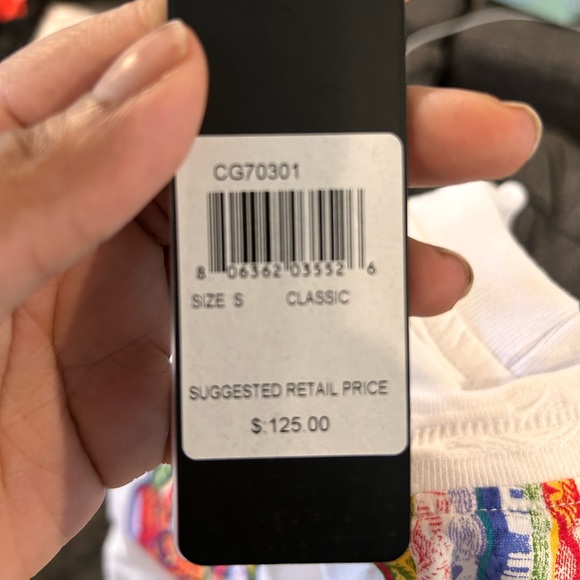 CG70301
8 06362 03552 6
SIZE S CLASSIC
SUGGESTED RETAIL PRICE
$:125.00